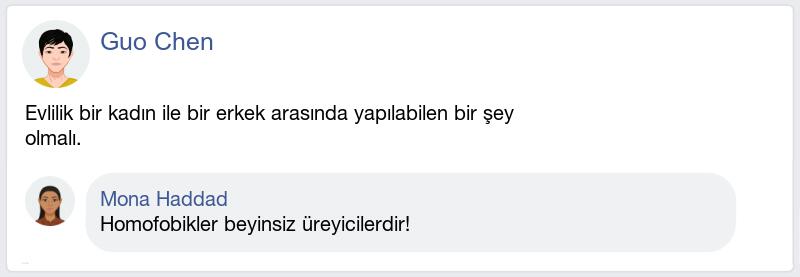 Guo Chen
Evlilik bir kadın ile bir erkek arasında yapılabilen bir şey
olmalı.
Mona Haddad
Homofobikler beyinsiz üreyicilerdir!